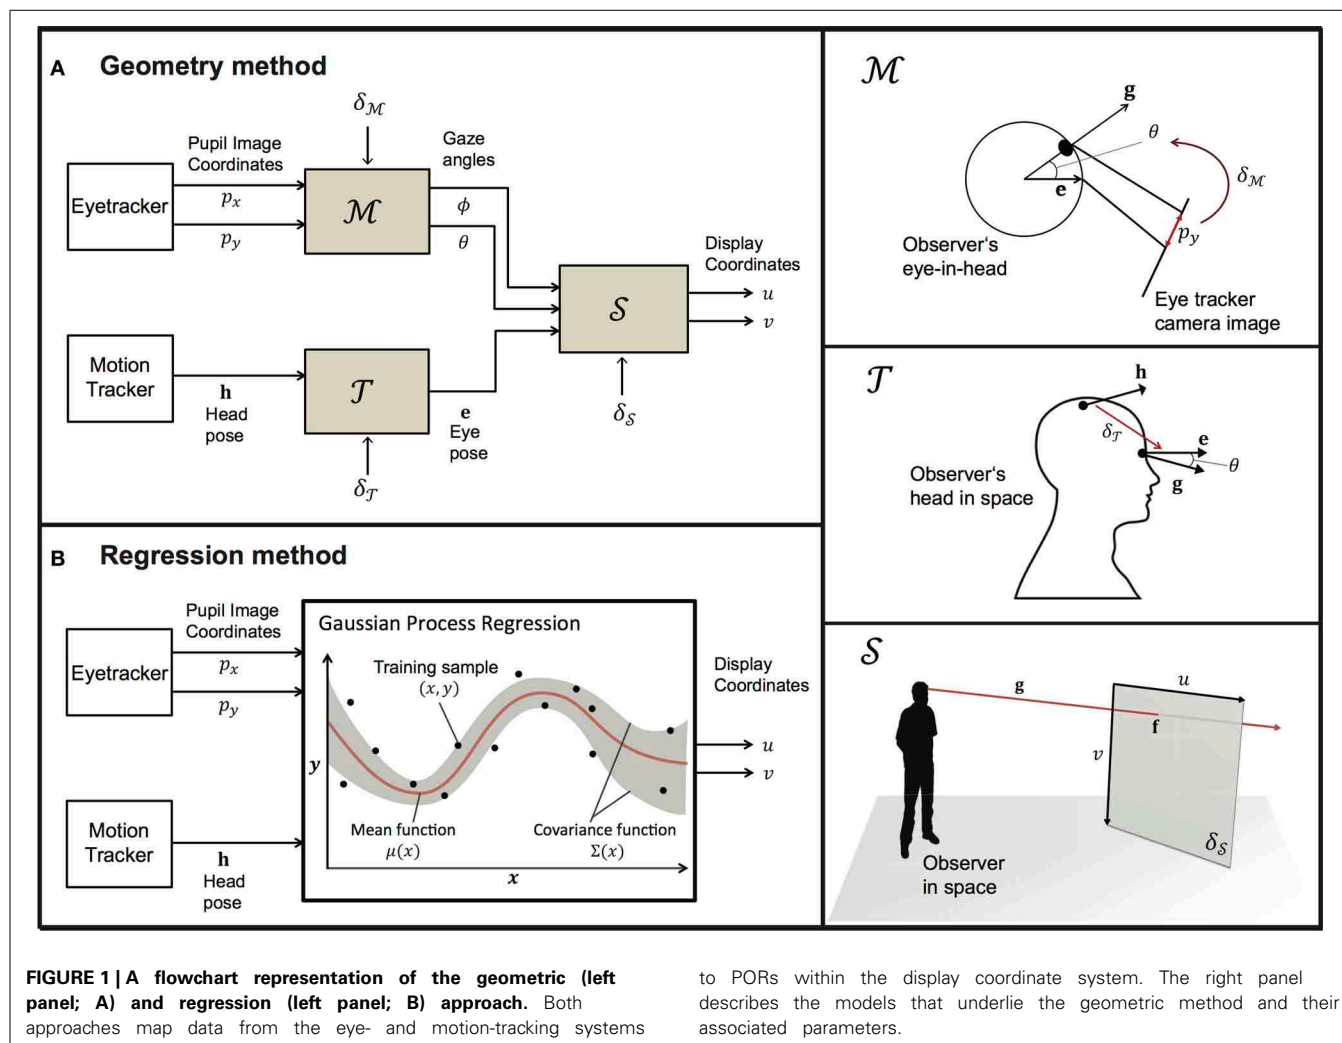 A Geometry method
δℳ
Pupil Image
Coordinates
Gaze
angles
Eyetracker
pₓ
p_y
ℳ
ϕ
θ
Display
Coordinates
𝒮
u
v
Motion
Tracker
h
Head
pose
𝒯
e
Eye
pose
δ𝒮
δ𝒯
B Regression method
Pupil Image
Coordinates
Eyetracker
pₓ
p_y
Motion
Tracker
h
Head
pose
Gaussian Process Regression
Training sample
(x, y)
y
Mean function
μ(x)
Covariance function
Σ(x)
x
Display
Coordinates
u
v
ℳ
g
θ
δℳ
e
p_y
Observer's
eye-in-head
Eye tracker
camera image
𝒯
h
δ𝒯
e
θ
g
Observer‘s
head in space
𝒮
g
u
f
v
δ𝒮
Observer
in space
FIGURE 1 | A flowchart representation of the geometric (left
panel; A) and regression (left panel; B) approach. Both
approaches map data from the eye- and motion-tracking systems
to PORs within the display coordinate system. The right panel
describes the models that underlie the geometric method and their
associated parameters.